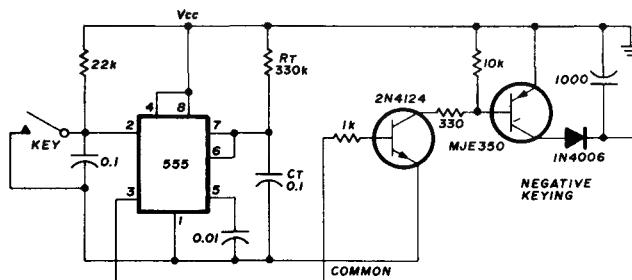 Vcc
22k
RT
330k
10k
1000
4
8
2N4124
2
7
1k
330
KEY
6
MJE350
0.1
555
1N4006
3
5
CT
0.1
NEGATIVE
KEYING
1
0.01
COMMON